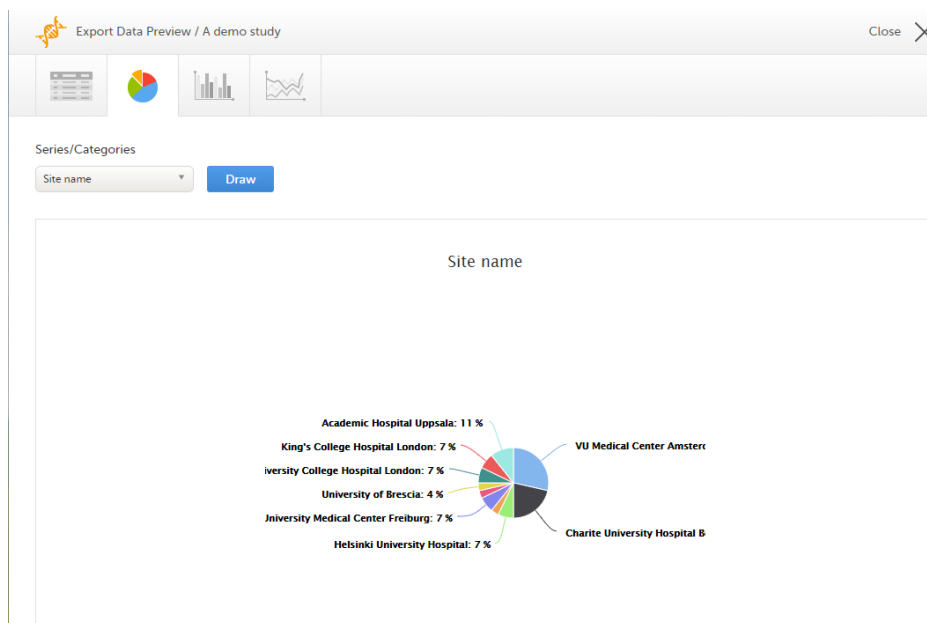 Export Data Preview / A demo study
Close
Series/Categories
Site name
Draw
Site name
Academic Hospital Uppsala: 11 %
King's College Hospital London: 7 %
VU Medical Center
iversity College Hospital London: 7 %
University of Brescia: 4 %
University Medical Center Freiburg: 7 %
Charite University Hospital
Helsinki University Hospital: 7 %